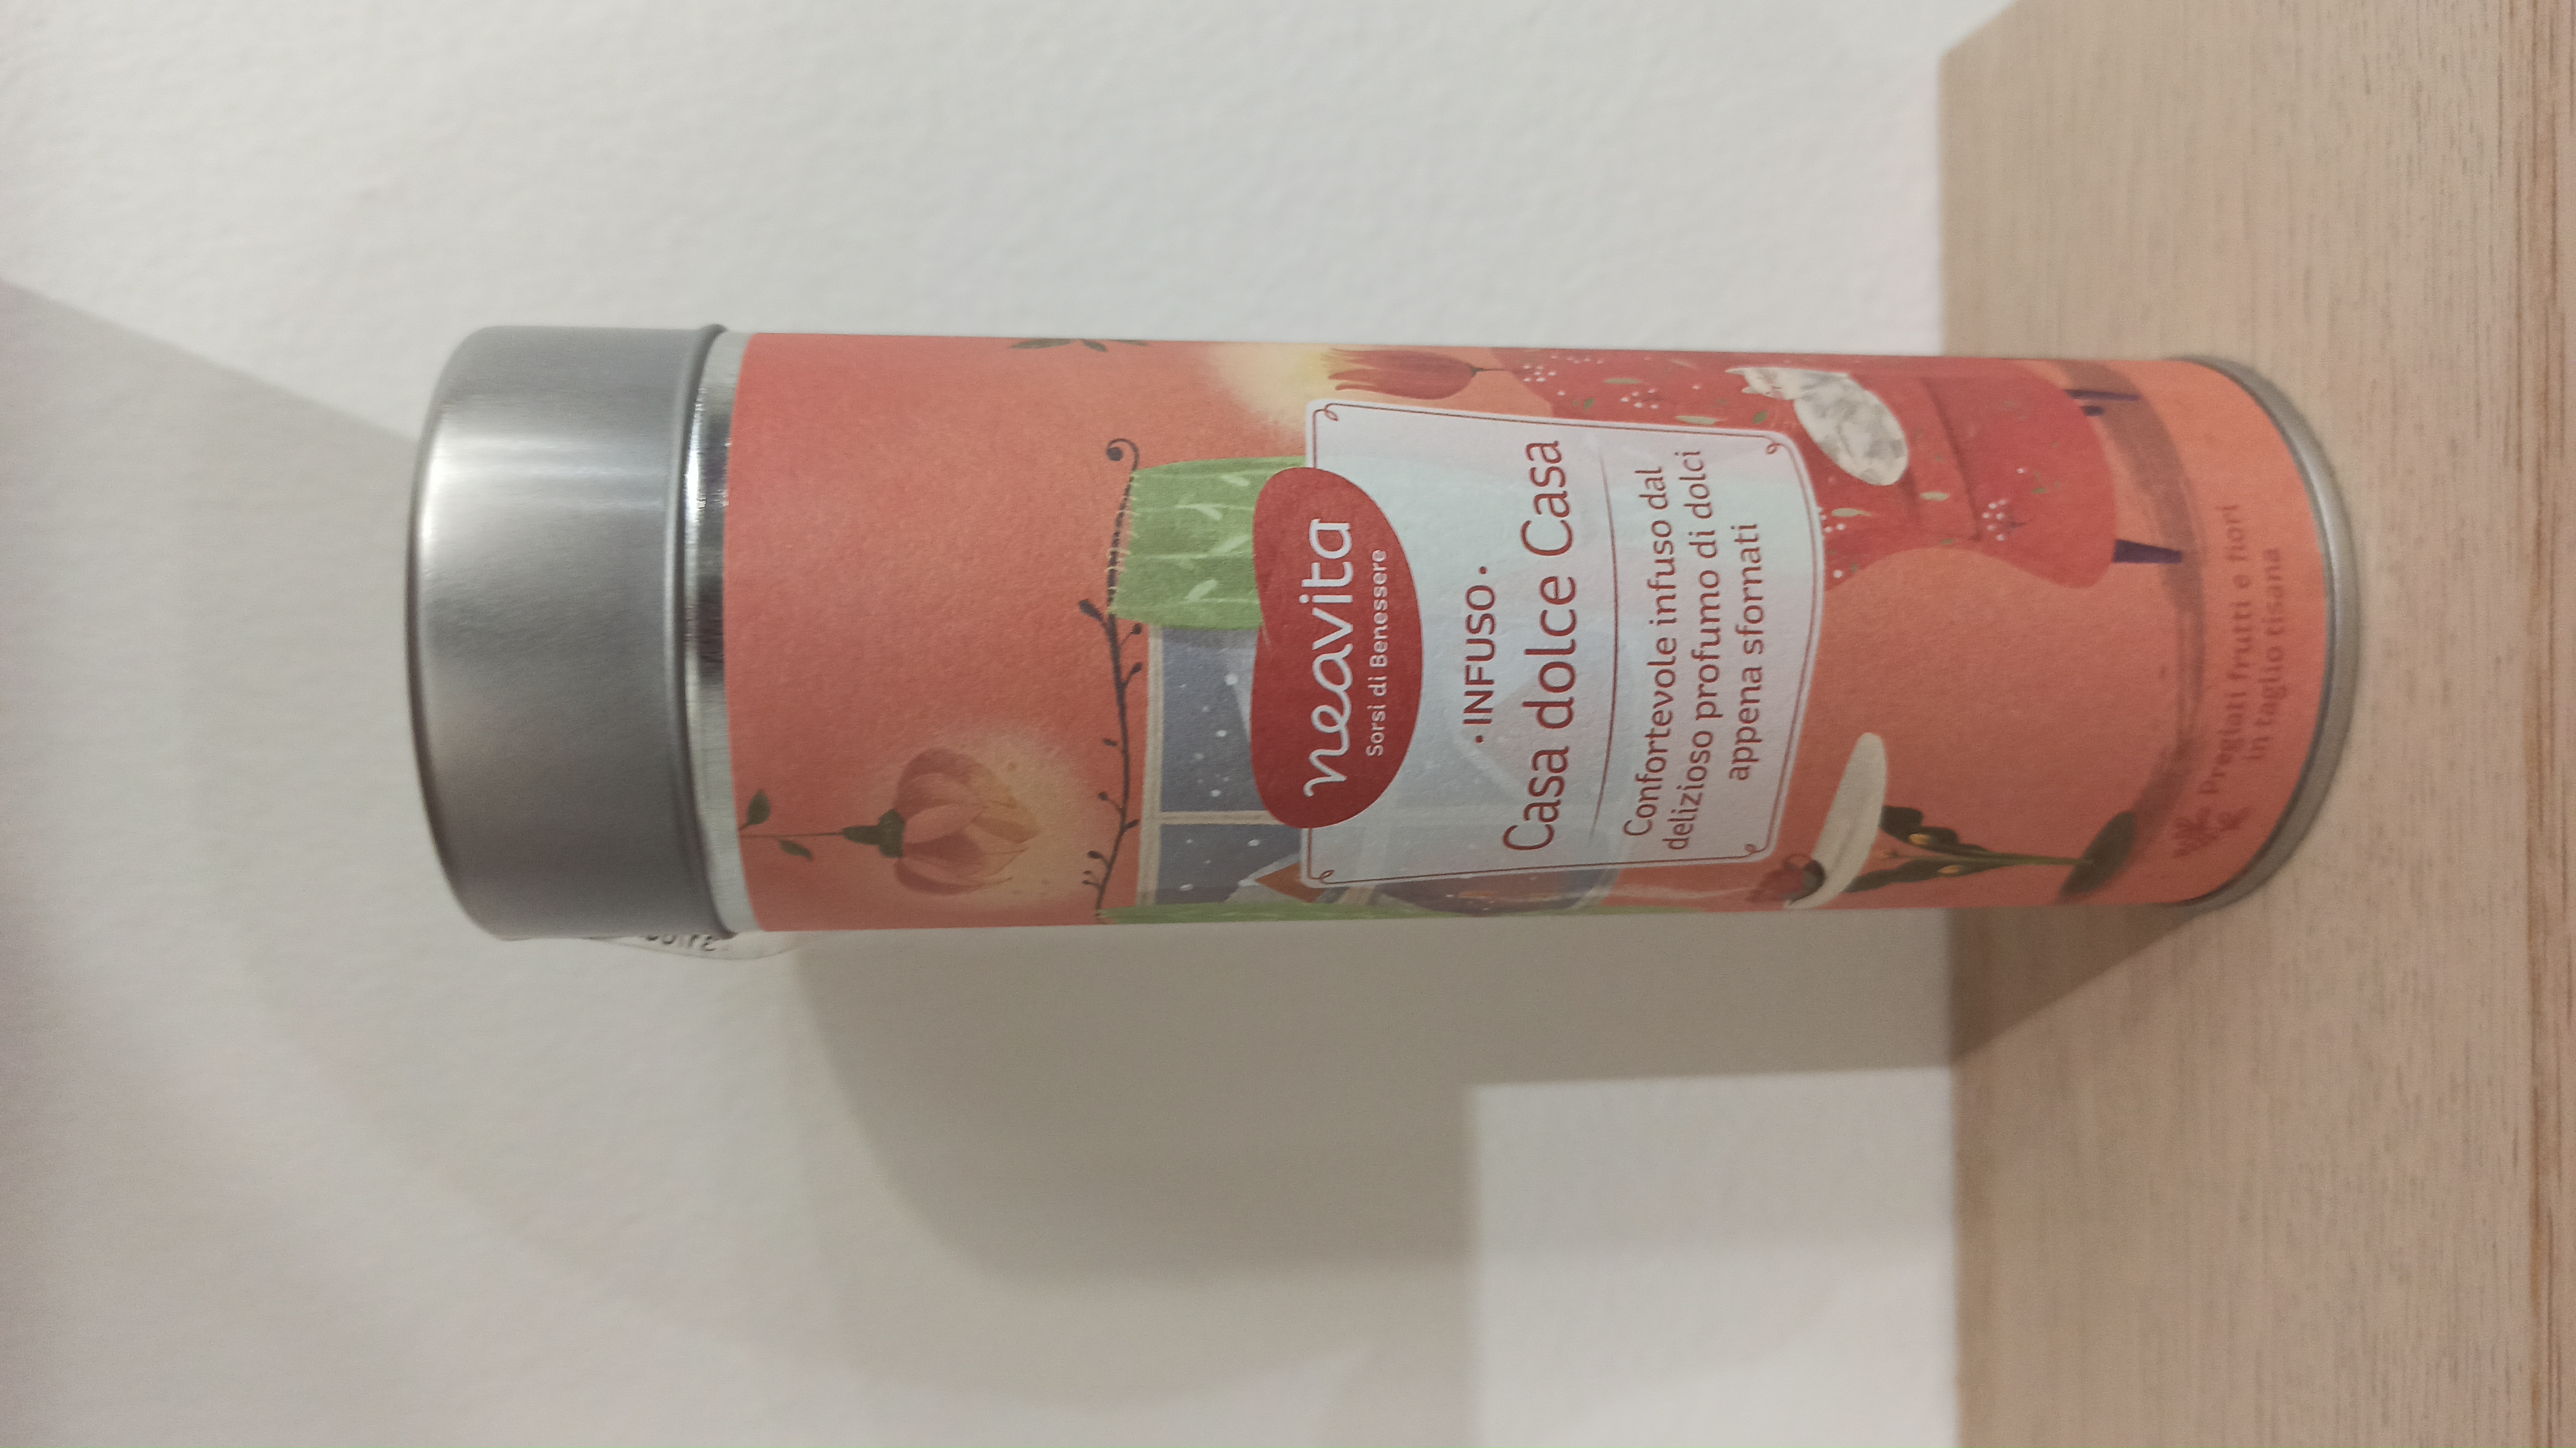 neavita
Sorsi di Benessere
• INFUSO •
Casa dolce Casa
Confortevole infuso dal
delizioso profumo di dolci
appena sfornati
Pregiati frutti e fiori
in taglio tisana